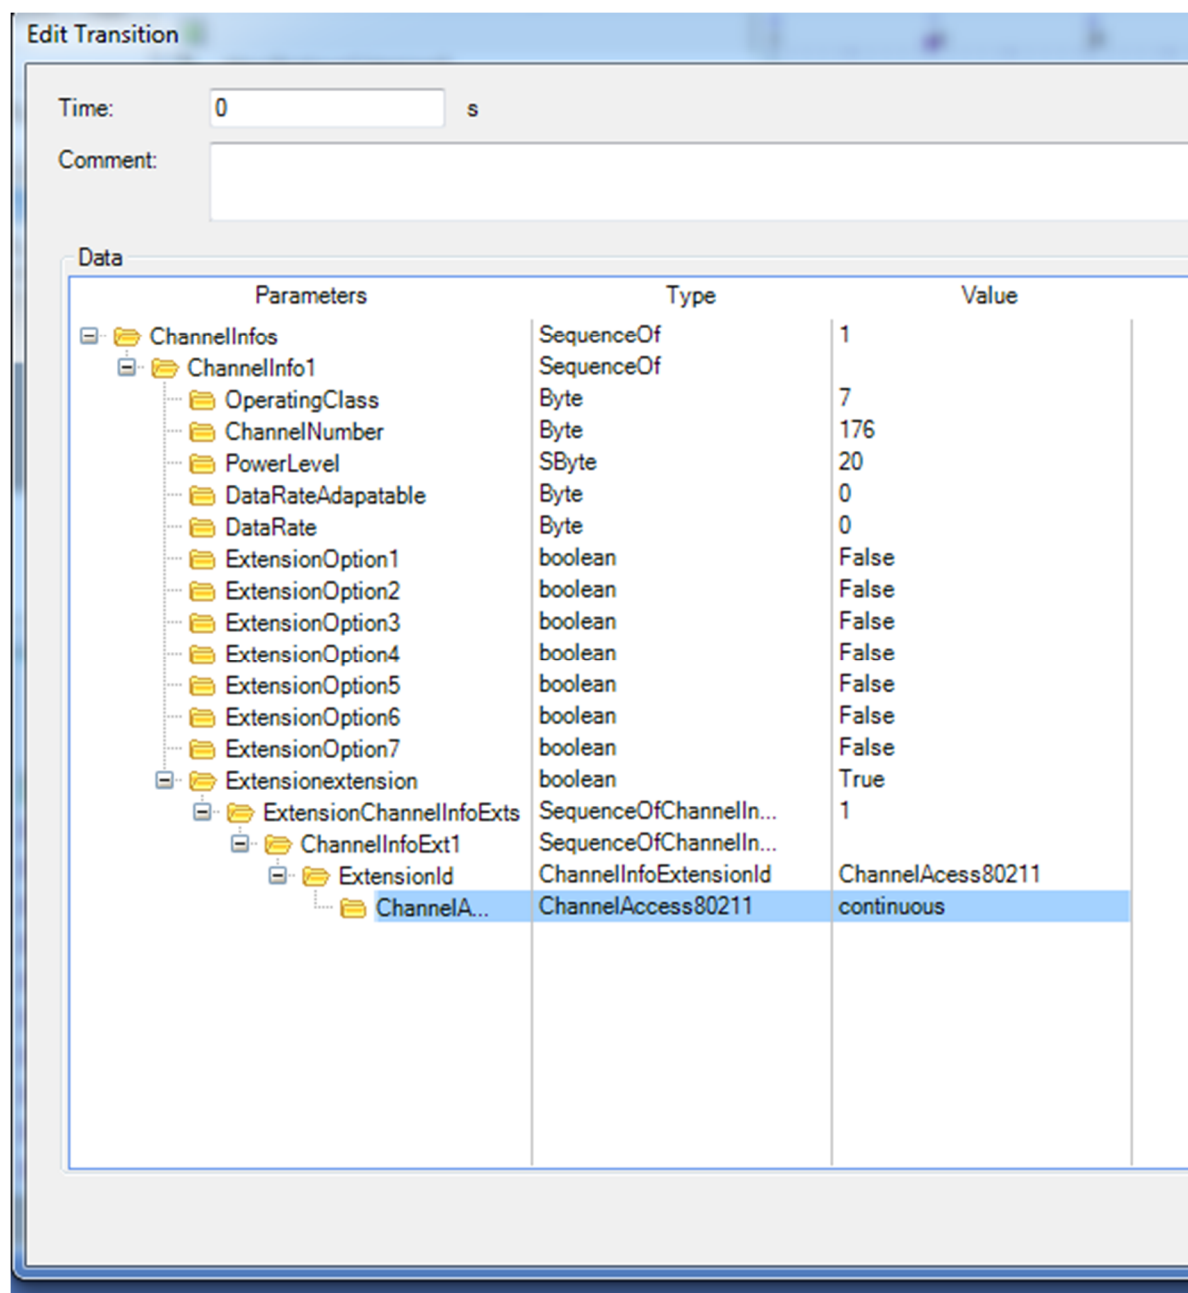 Edit Transition
Time: 0 s
Comment:
Data
Parameters Type Value
ChannelInfos SequenceOf 1
ChannelInfo1 SequenceOf
OperatingClass Byte 7
ChannelNumber Byte 176
PowerLevel SByte 20
DataRateAdapatable Byte 0
DataRate Byte 0
ExtensionOption1 boolean False
ExtensionOption2 boolean False
ExtensionOption3 boolean False
ExtensionOption4 boolean False
ExtensionOption5 boolean False
ExtensionOption6 boolean False
ExtensionOption7 boolean False
Extensionextension boolean True
ExtensionChannelInfoExts SequenceOfChannelIn... 1
ChannelInfoExt1 SequenceOfChannelIn...
ExtensionId ChannelInfoExtensionId ChannelAcess80211
ChannelA... ChannelAccess80211 continuous